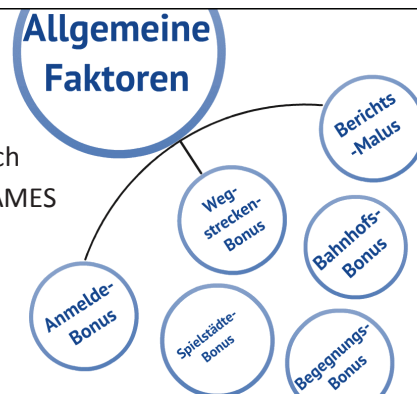 Allgemeine
Faktoren
ch
AMES
Berichts
-Malus
Weg-
strecken-
Bonus
Bahnhofs-
Bonus
Anmelde-
Bonus
Spielstädte-
Bonus
Begegnungs-
Bonus